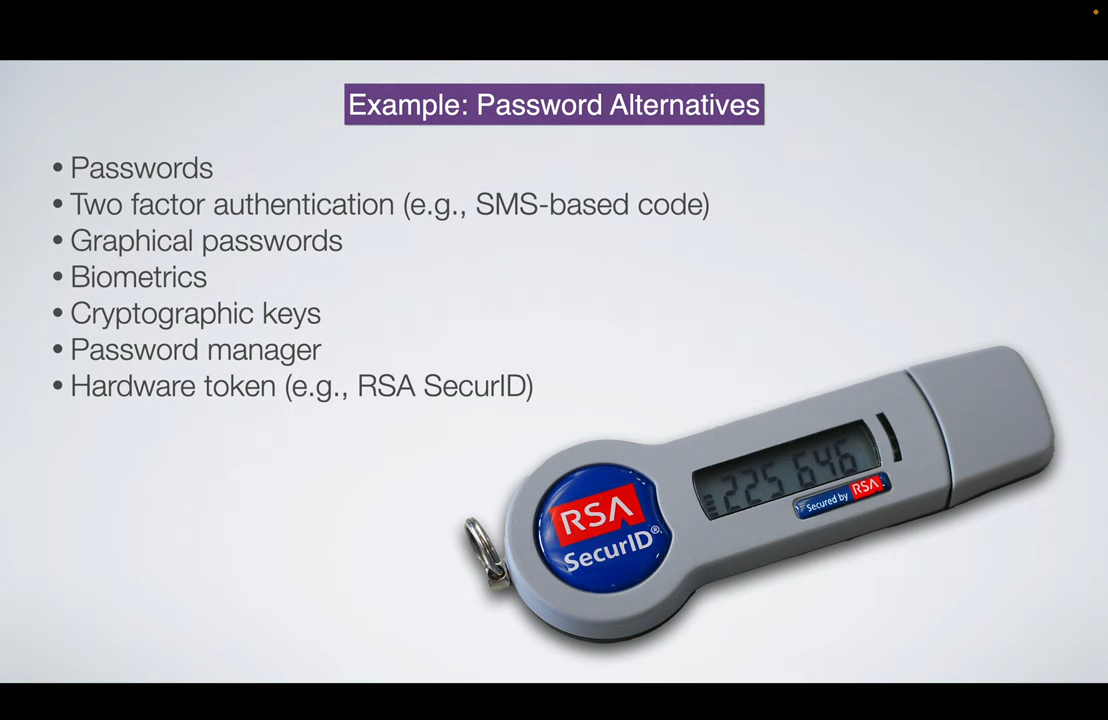 Example: Password Alternatives
• Passwords
• Two factor authentication (e.g., SMS-based code)
• Graphical passwords
• Biometrics
• Cryptographic keys
• Password manager
• Hardware token (e.g., RSA SecurID)
225 646
Secured by RSA
RSA
SecurID®